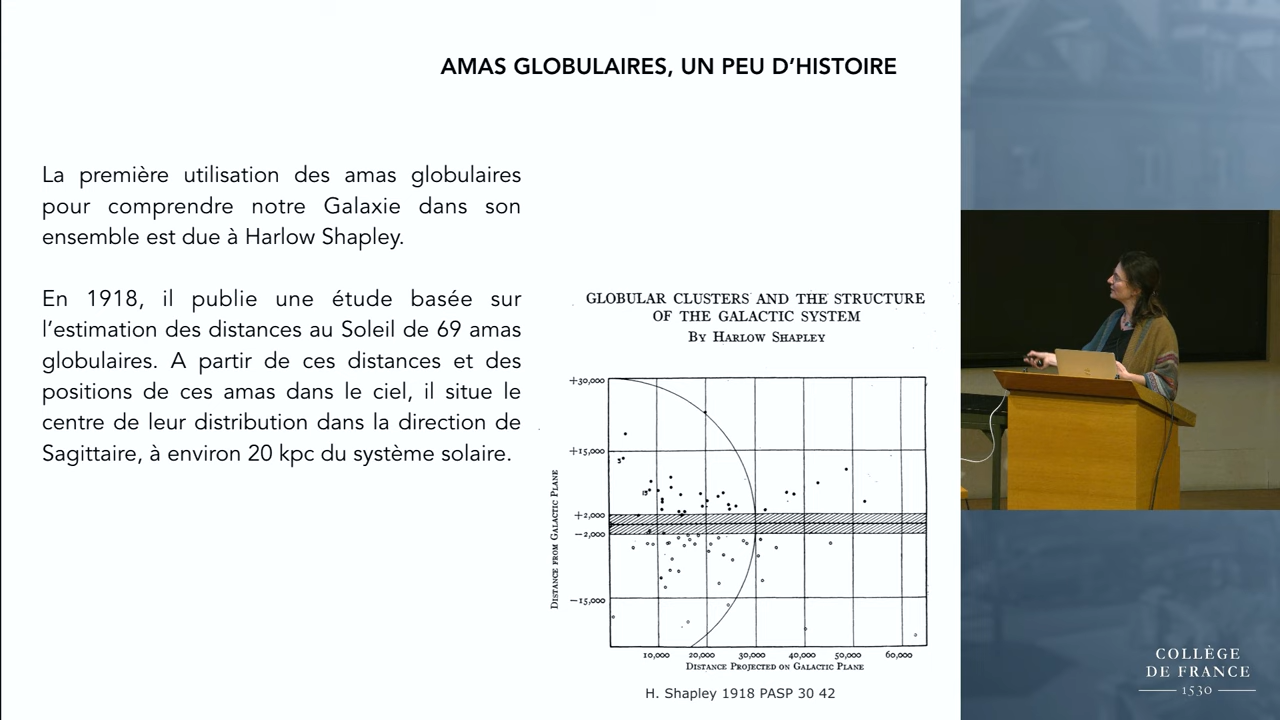 AMAS GLOBULAIRES, UN PEU D'HISTOIRE
La première utilisation des amas globulaires
pour comprendre notre Galaxie dans son
ensemble est due à Harlow Shapley.
En 1918, il publie une étude basée sur
l'estimation des distances au Soleil de 69 amas
globulaires. A partir de ces distances et des
positions de ces amas dans le ciel, il situe le
centre de leur distribution dans la direction de
Sagittaire, à environ 20 kpc du système solaire.
GLOBULAR CLUSTERS AND THE STRUCTURE
OF THE GALACTIC SYSTEM
By Harlow Shapley
Distance from Galactic Plane
+30,000
+15,000
+2,000
−2,000
−15,000
10,000 20,000 30,000 40,000 50,000 60,000
Distance Projected on Galactic Plane
H. Shapley 1918 PASP 30 42
COLLÈGE
DE FRANCE
1530